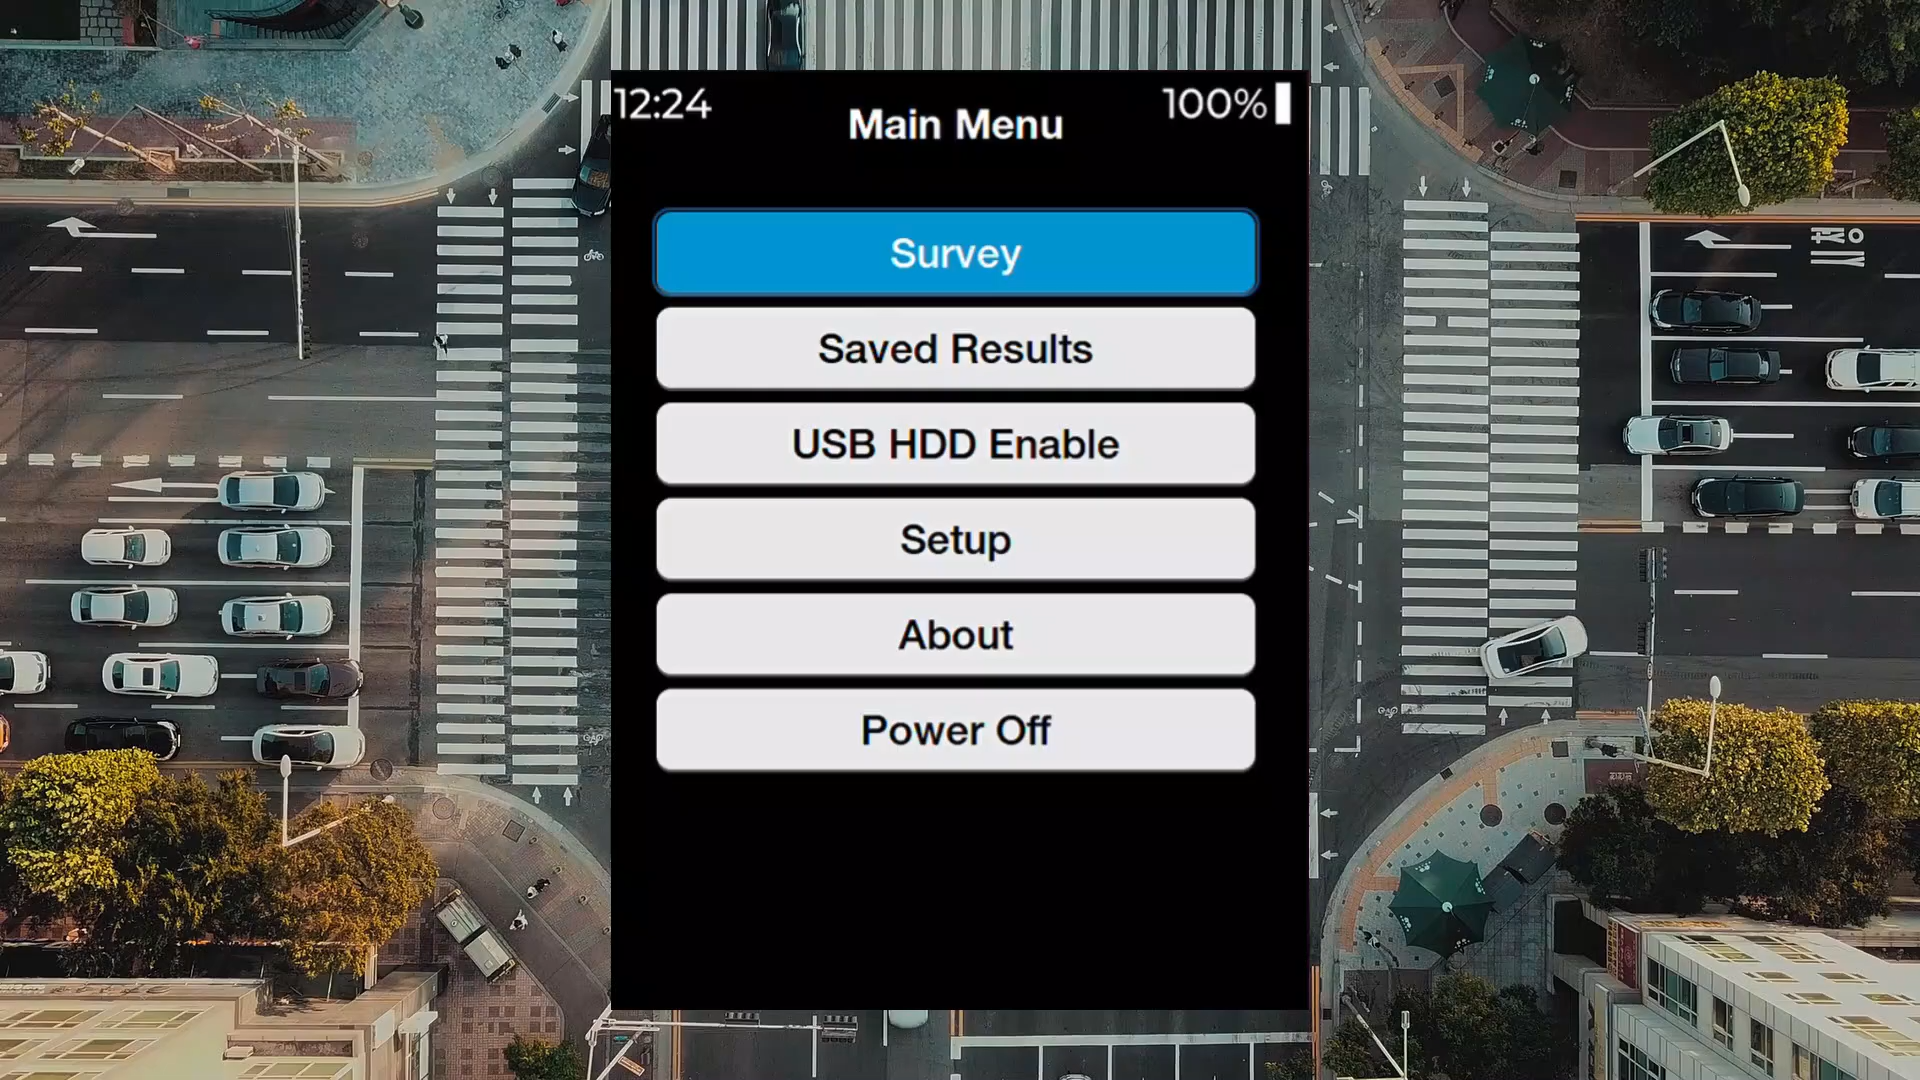 12:24
Main Menu
100%
Survey
Saved Results
USB HDD Enable
Setup
About
Power Off